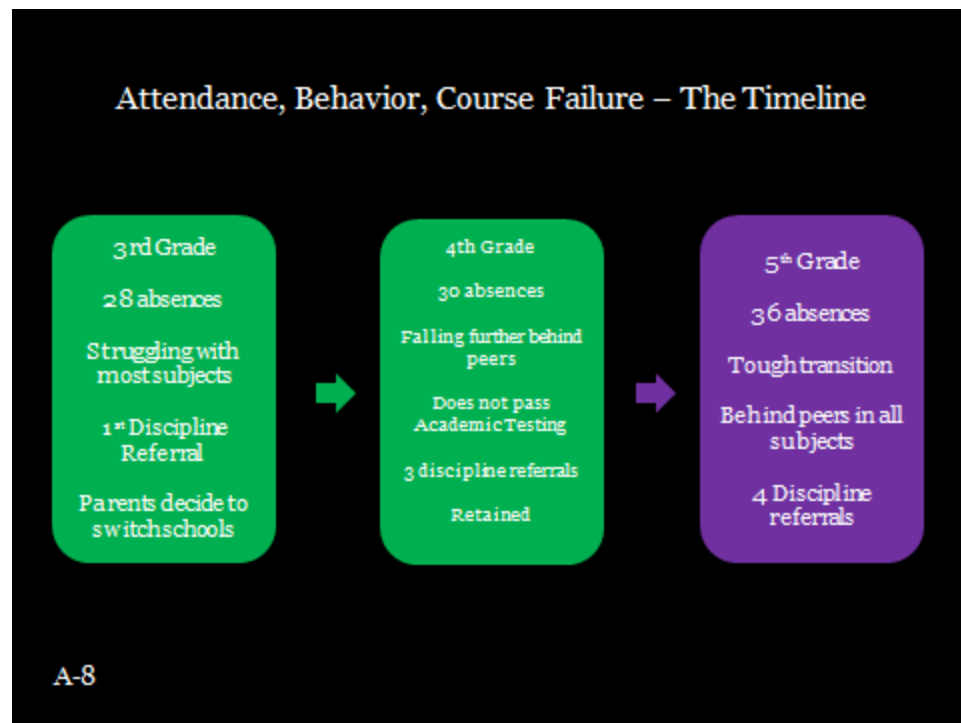 Attendance, Behavior, Course Failure – The Timeline
3rd Grade
28 absences
Struggling with
most subjects
1st Discipline
Referral
Parents decide to
switch schools
4th Grade
30 absences
Falling further behind
peers
Does not pass
Academic Testing
3 discipline referrals
Retained
5th Grade
36 absences
Tough transition
Behind peers in all
subjects
4 Discipline
referrals
A-8